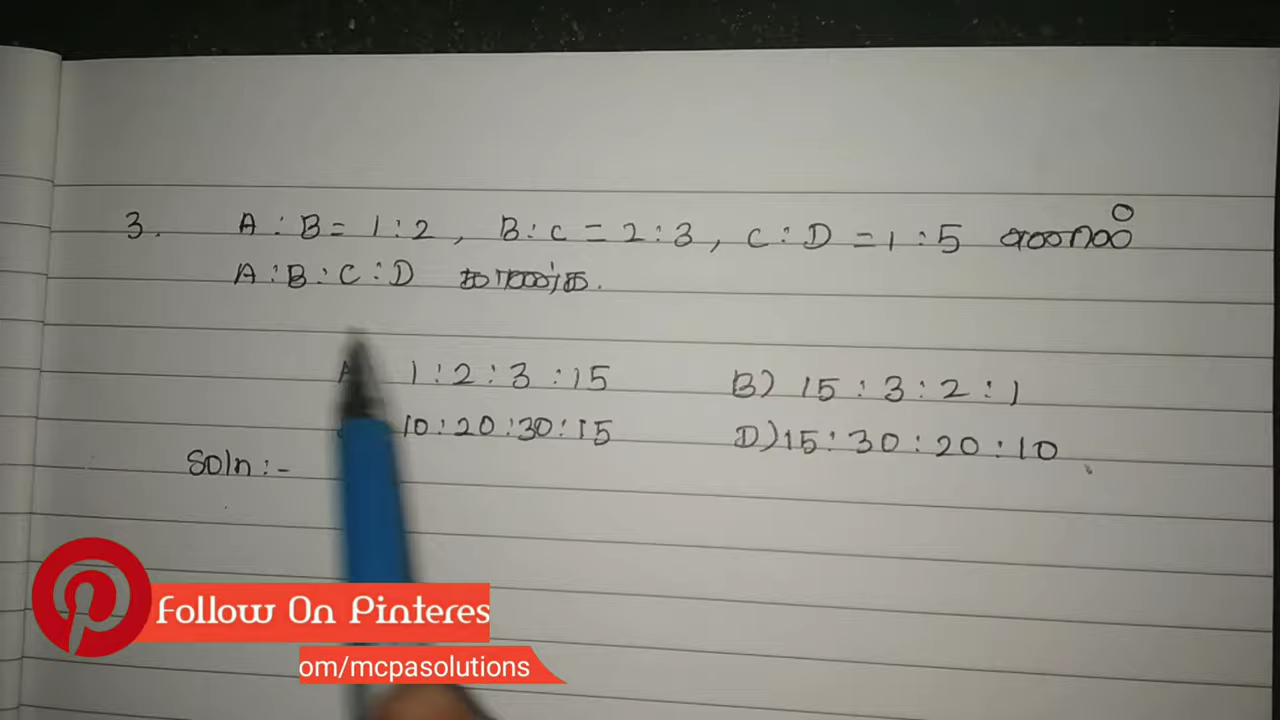 3. A : B = 1 : 2 , B : C = 2 : 3 , C : D = 1 : 5
A : B : C : D
1 : 2 : 3 : 15 B) 15 : 3 : 2 : 1
10 : 20 : 30 : 15 D) 15 : 30 : 20 : 10
Soln :-
Follow On Pinteres
om/mcpasolutions